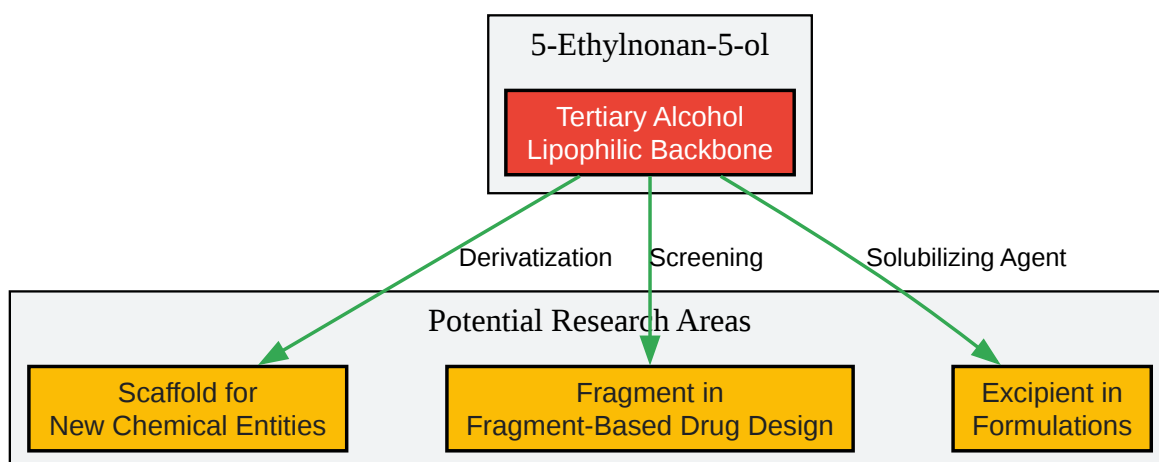 5-Ethylnonan-5-ol
Tertiary Alcohol
Lipophilic Backbone
Derivatization
Screening
Solubilizing Agent
Potential Research Areas
Scaffold for
New Chemical Entities
Fragment in
Fragment-Based Drug Design
Excipient in
Formulations